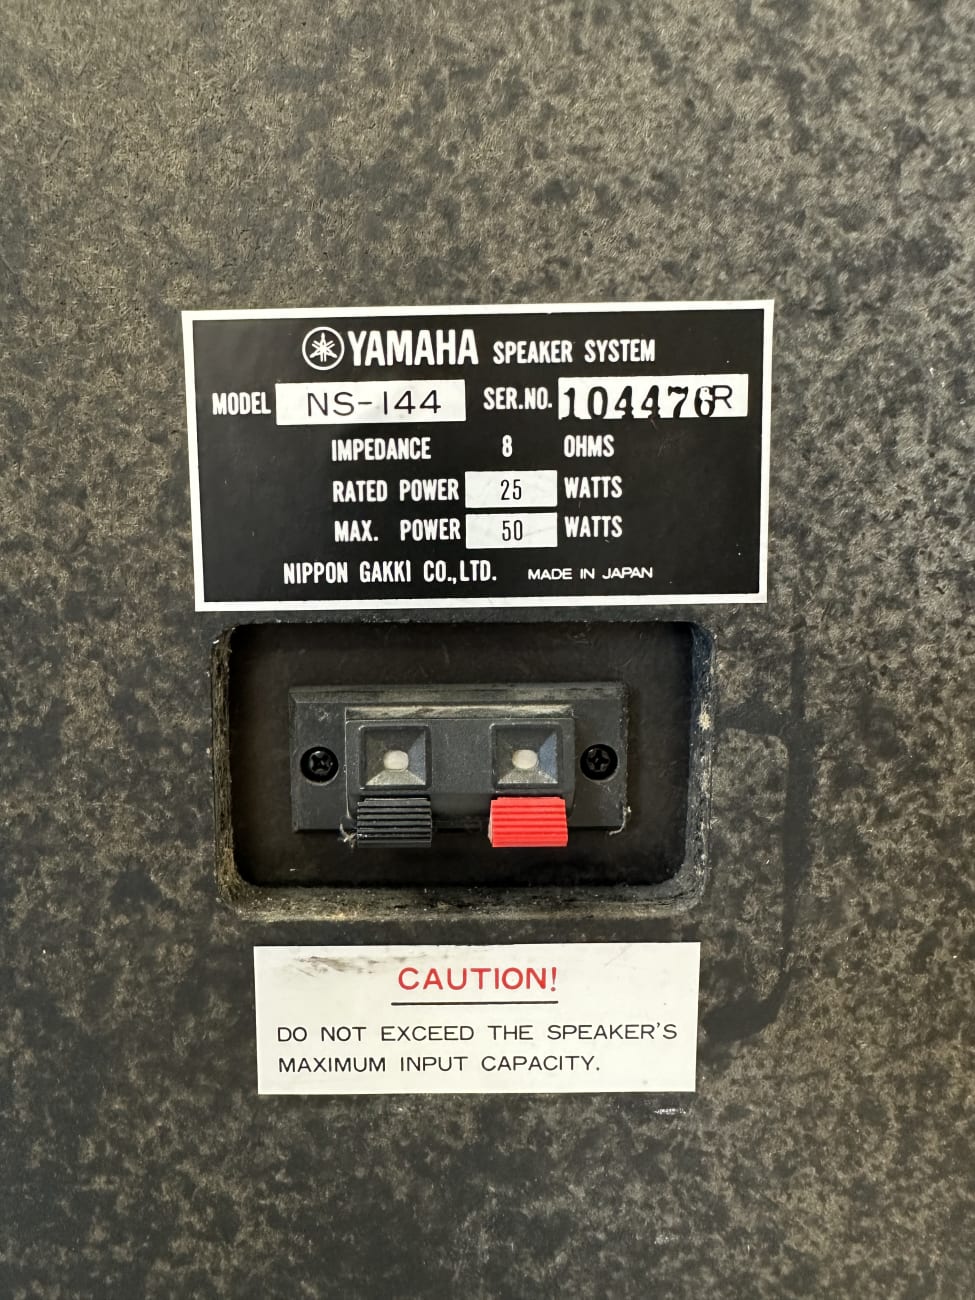 YAMAHA SPEAKER SYSTEM
MODEL NS-144 SER.NO. 104476R
IMPEDANCE 8 OHMS
RATED POWER 25 WATTS
MAX. POWER 50 WATTS
NIPPON GAKKI CO.,LTD. MADE IN JAPAN
CAUTION!
DO NOT EXCEED THE SPEAKER'S
MAXIMUM INPUT CAPACITY.